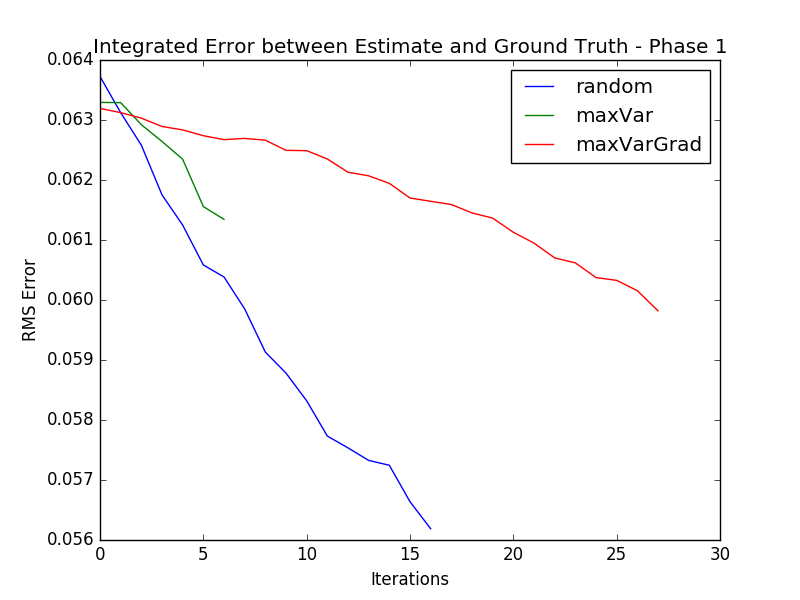 Integrated Error between Estimate and Ground Truth - Phase 1
random
maxVar
maxVarGrad
RMS Error
0.064
0.063
0.062
0.061
0.060
0.059
0.058
0.057
0.056
0 5 10 15 20 25 30
Iterations